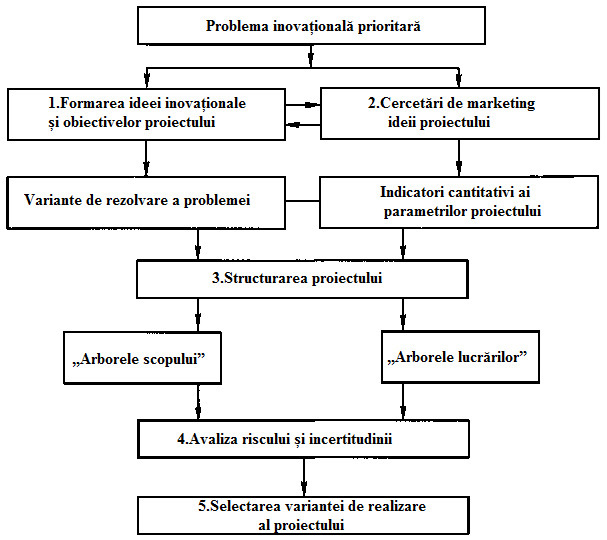 Problema inovațională prioritară
1.Formarea ideei inovaționale
și obiectivelor proiectului
2.Cercetări de marketing
ideii proiectului
Variante de rezolvare a problemei
Indicatori cantitativi ai
parametrilor proiectului
3.Structurarea proiectului
„Arborele scopului”
„Arborele lucrărilor”
4.Avaliza riscului și incertitudinii
5.Selectarea variantei de realizare
al proiectului